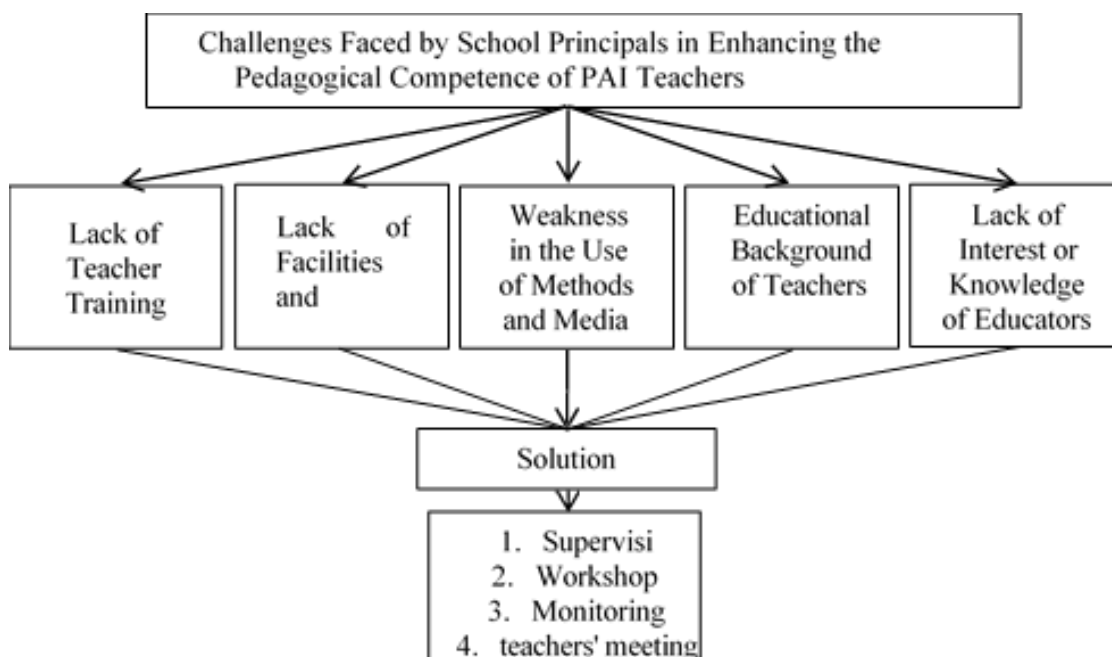 Challenges Faced by School Principals in Enhancing the
Pedagogical Competence of PAI Teachers
Lack of
Teacher
Training
Lack of
Facilities
and
Weakness
in the Use
of Methods
and Media
Educational
Background
of Teachers
Lack of
Interest or
Knowledge
of Educators
Solution
1. Supervisi
2. Workshop
3. Monitoring
4. teachers' meeting